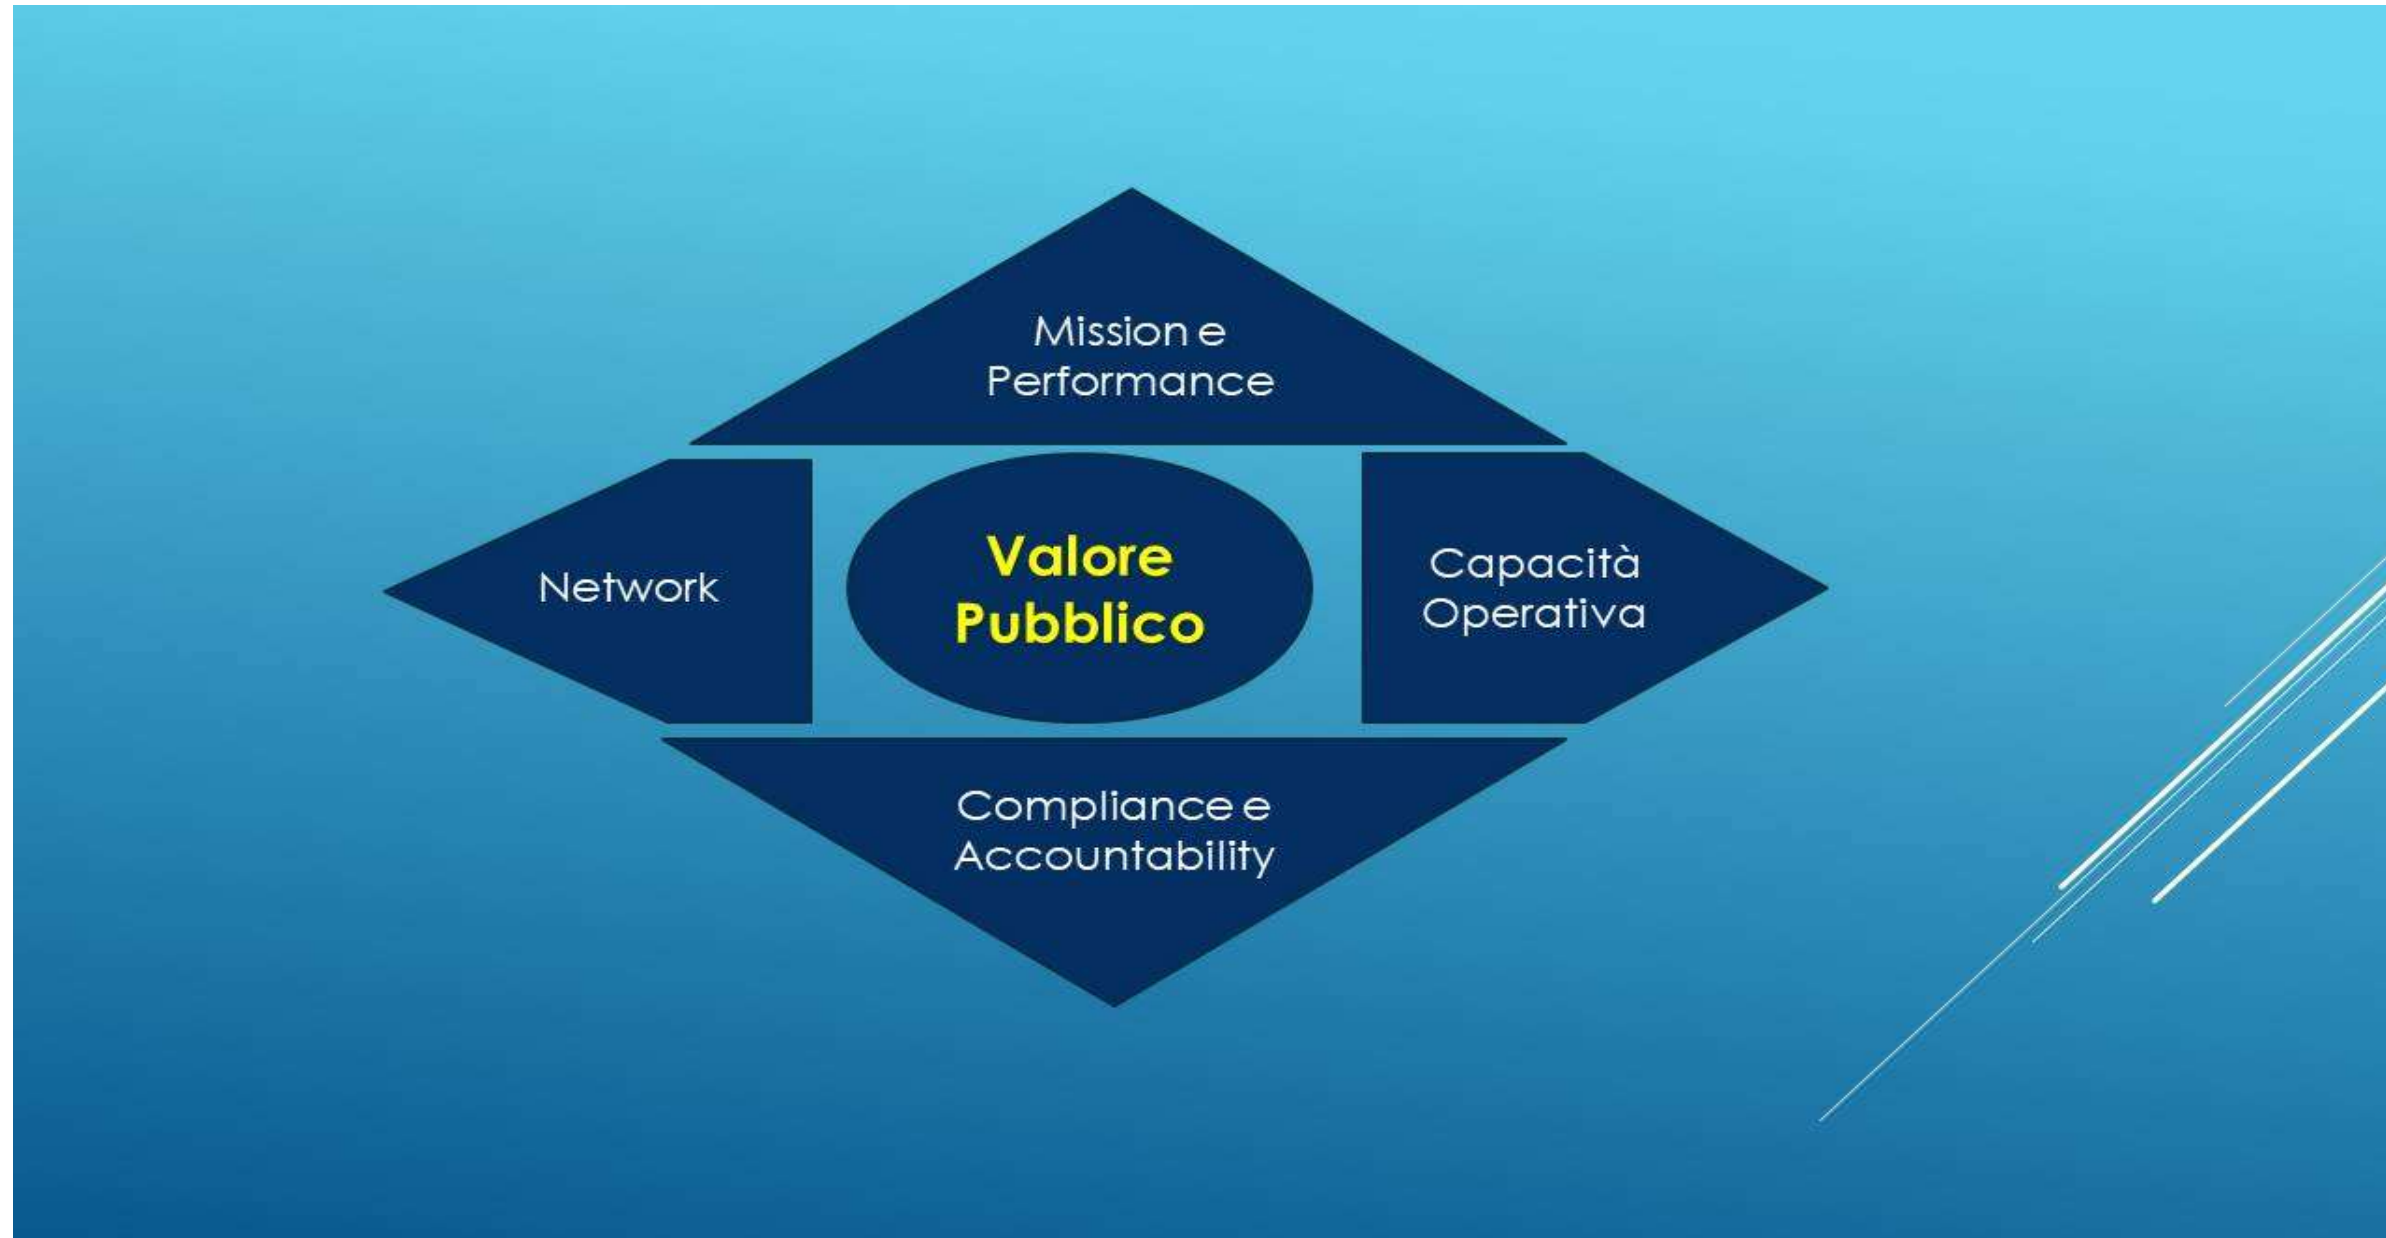 Mission e
Performance
Network
Valore
Pubblico
Capacità
Operativa
Compliance e
Accountability